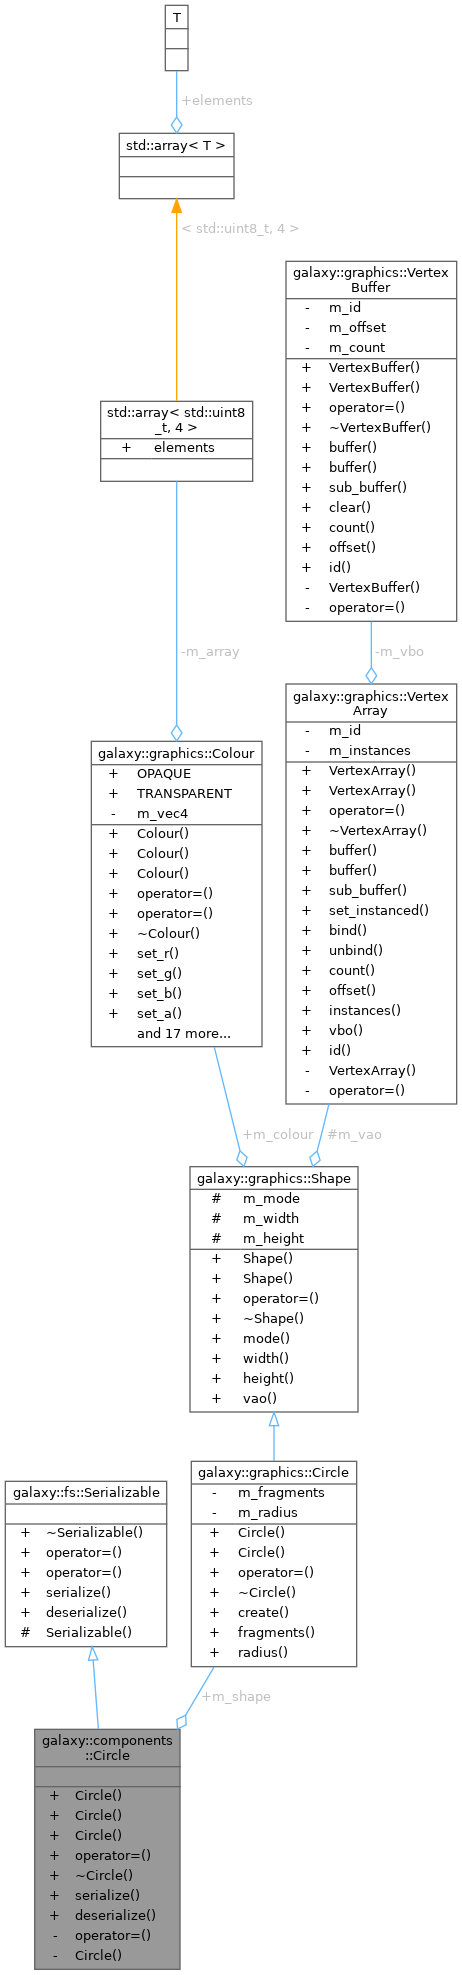 T
+elements
std::array< T >
< std::uint8_t, 4 >
galaxy::graphics::Vertex
Buffer
- m_id
- m_offset
- m_count
+ VertexBuffer()
+ VertexBuffer()
+ operator=()
+ ~VertexBuffer()
+ buffer()
+ buffer()
+ sub_buffer()
+ clear()
+ count()
+ offset()
+ id()
- VertexBuffer()
- operator=()
std::array< std::uint8
_t, 4 >
+ elements
-m_array
-m_vbo
galaxy::graphics::Vertex
Array
- m_id
- m_instances
+ VertexArray()
+ VertexArray()
+ operator=()
+ ~VertexArray()
+ buffer()
+ buffer()
+ sub_buffer()
+ set_instanced()
+ bind()
+ unbind()
+ count()
+ offset()
+ instances()
+ vbo()
+ id()
- VertexArray()
- operator=()
galaxy::graphics::Colour
+ OPAQUE
+ TRANSPARENT
- m_vec4
+ Colour()
+ Colour()
+ Colour()
+ operator=()
+ operator=()
+ ~Colour()
+ set_r()
+ set_g()
+ set_b()
+ set_a()
and 17 more...
+m_colour
#m_vao
galaxy::graphics::Shape
# m_mode
# m_width
# m_height
+ Shape()
+ Shape()
+ operator=()
+ ~Shape()
+ mode()
+ width()
+ height()
+ vao()
galaxy::graphics::Circle
- m_fragments
- m_radius
+ Circle()
+ Circle()
+ operator=()
+ ~Circle()
+ create()
+ fragments()
+ radius()
galaxy::fs::Serializable
+ ~Serializable()
+ operator=()
+ operator=()
+ serialize()
+ deserialize()
# Serializable()
+m_shape
galaxy::components
::Circle
+ Circle()
+ Circle()
+ Circle()
+ operator=()
+ ~Circle()
+ serialize()
+ deserialize()
- operator=()
- Circle()